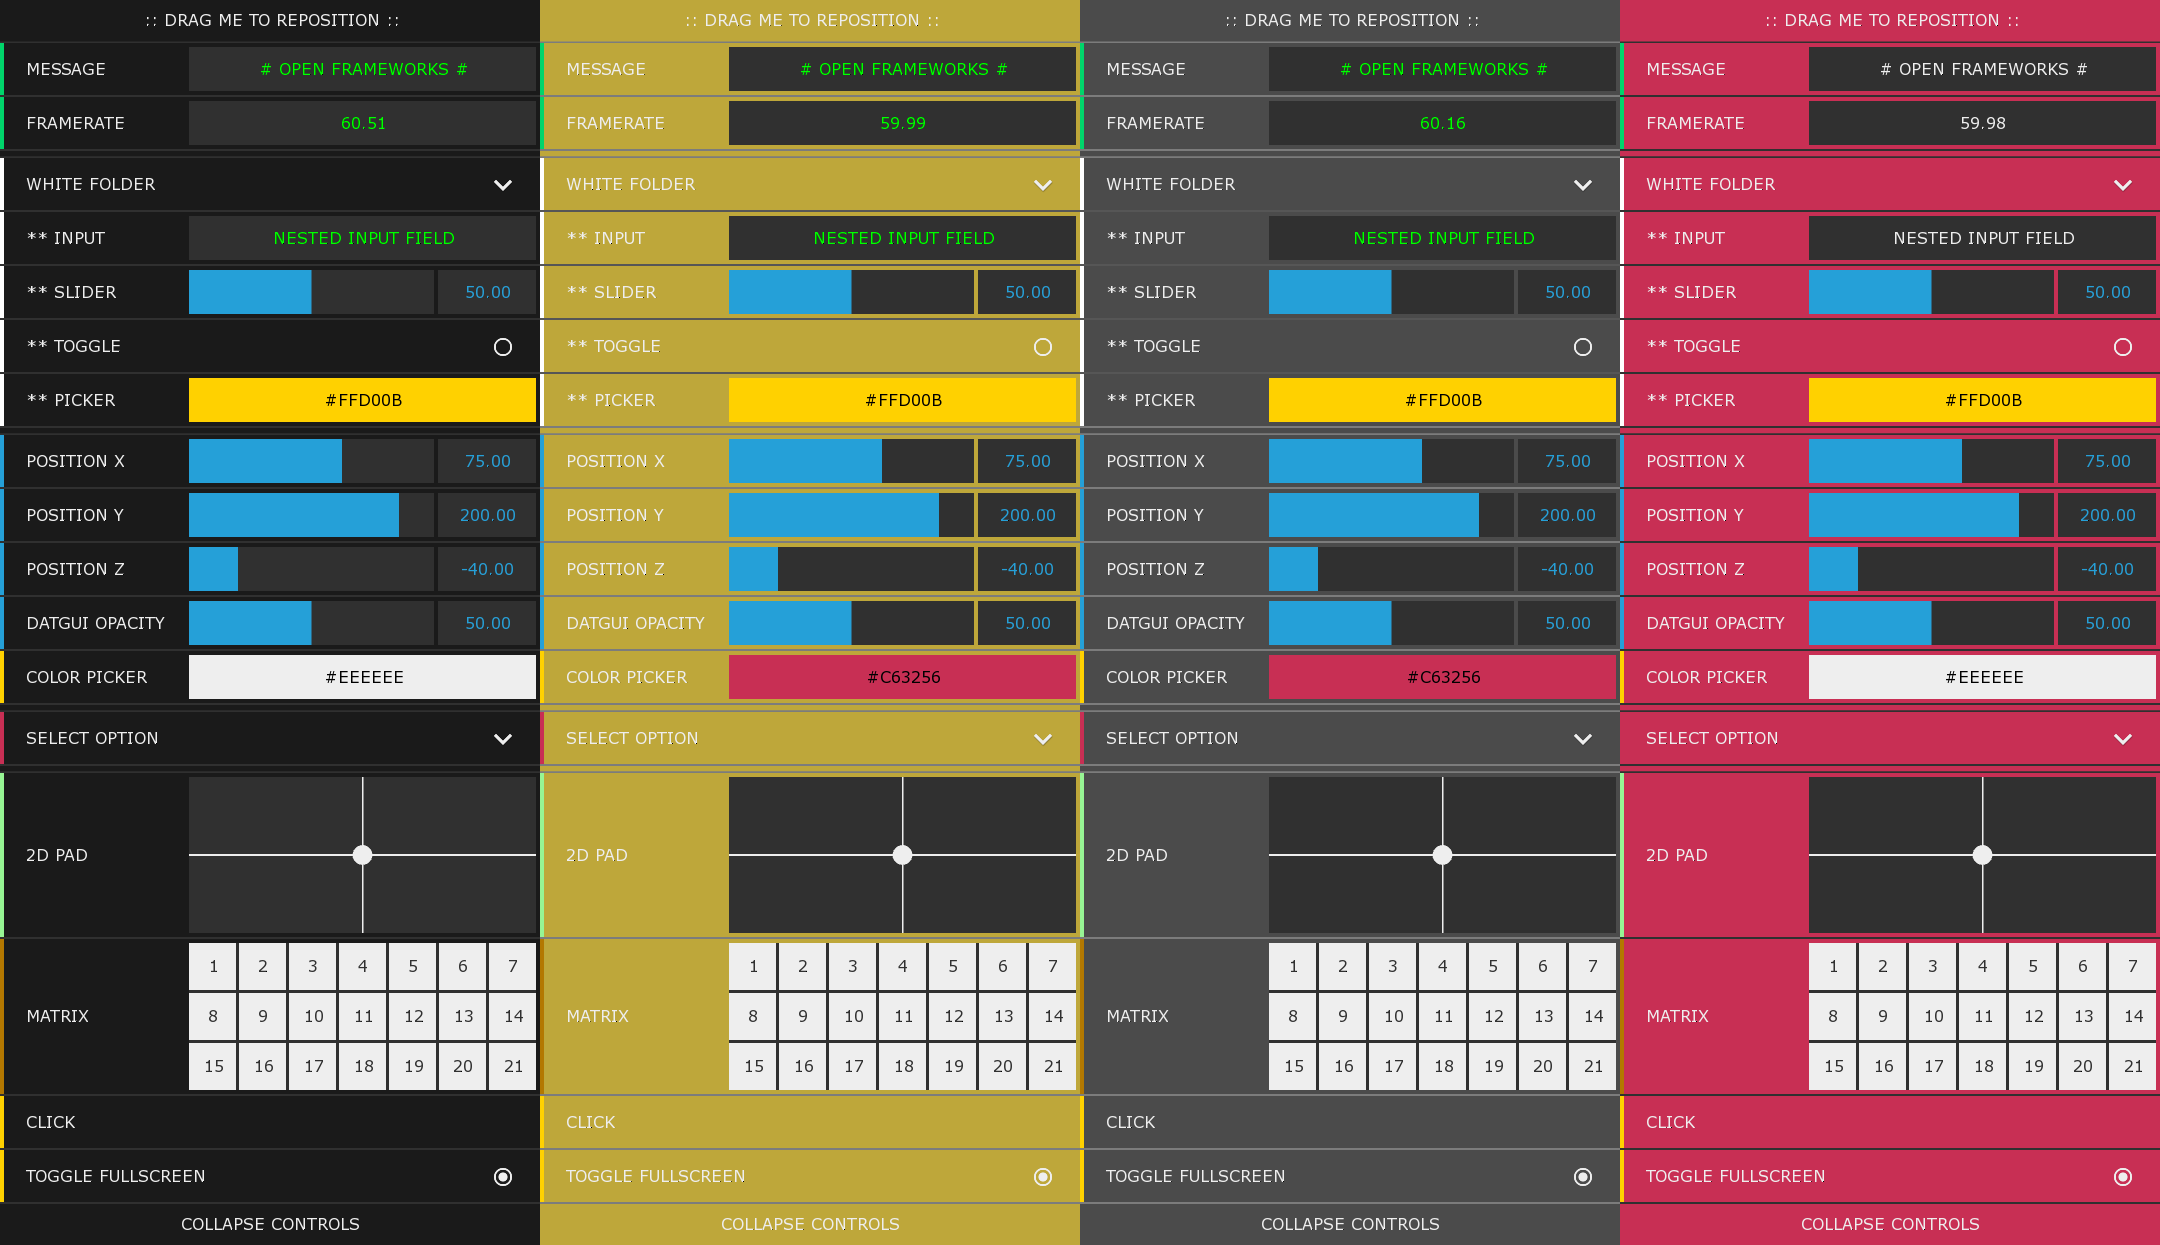 :: DRAG ME TO REPOSITION ::
MESSAGE # OPEN FRAMEWORKS #
FRAMERATE 60.51
WHITE FOLDER
** INPUT NESTED INPUT FIELD
** SLIDER 50.00
** TOGGLE
** PICKER #FFD00B
POSITION X 75.00
POSITION Y 200.00
POSITION Z -40.00
DATGUI OPACITY 50.00
COLOR PICKER #EEEEEE
SELECT OPTION
2D PAD
MATRIX
1 2 3 4 5 6 7
8 9 10 11 12 13 14
15 16 17 18 19 20 21
CLICK
TOGGLE FULLSCREEN
COLLAPSE CONTROLS
:: DRAG ME TO REPOSITION ::
MESSAGE # OPEN FRAMEWORKS #
FRAMERATE 59.99
WHITE FOLDER
** INPUT NESTED INPUT FIELD
** SLIDER 50.00
** TOGGLE
** PICKER #FFD00B
POSITION X 75.00
POSITION Y 200.00
POSITION Z -40.00
DATGUI OPACITY 50.00
COLOR PICKER #C63256
SELECT OPTION
2D PAD
MATRIX
1 2 3 4 5 6 7
8 9 10 11 12 13 14
15 16 17 18 19 20 21
CLICK
TOGGLE FULLSCREEN
COLLAPSE CONTROLS
:: DRAG ME TO REPOSITION ::
MESSAGE # OPEN FRAMEWORKS #
FRAMERATE 60.16
WHITE FOLDER
** INPUT NESTED INPUT FIELD
** SLIDER 50.00
** TOGGLE
** PICKER #FFD00B
POSITION X 75.00
POSITION Y 200.00
POSITION Z -40.00
DATGUI OPACITY 50.00
COLOR PICKER #C63256
SELECT OPTION
2D PAD
MATRIX
1 2 3 4 5 6 7
8 9 10 11 12 13 14
15 16 17 18 19 20 21
CLICK
TOGGLE FULLSCREEN
COLLAPSE CONTROLS
:: DRAG ME TO REPOSITION ::
MESSAGE # OPEN FRAMEWORKS #
FRAMERATE 59.98
WHITE FOLDER
** INPUT NESTED INPUT FIELD
** SLIDER 50.00
** TOGGLE
** PICKER #FFD00B
POSITION X 75.00
POSITION Y 200.00
POSITION Z -40.00
DATGUI OPACITY 50.00
COLOR PICKER #EEEEEE
SELECT OPTION
2D PAD
MATRIX
1 2 3 4 5 6 7
8 9 10 11 12 13 14
15 16 17 18 19 20 21
CLICK
TOGGLE FULLSCREEN
COLLAPSE CONTROLS